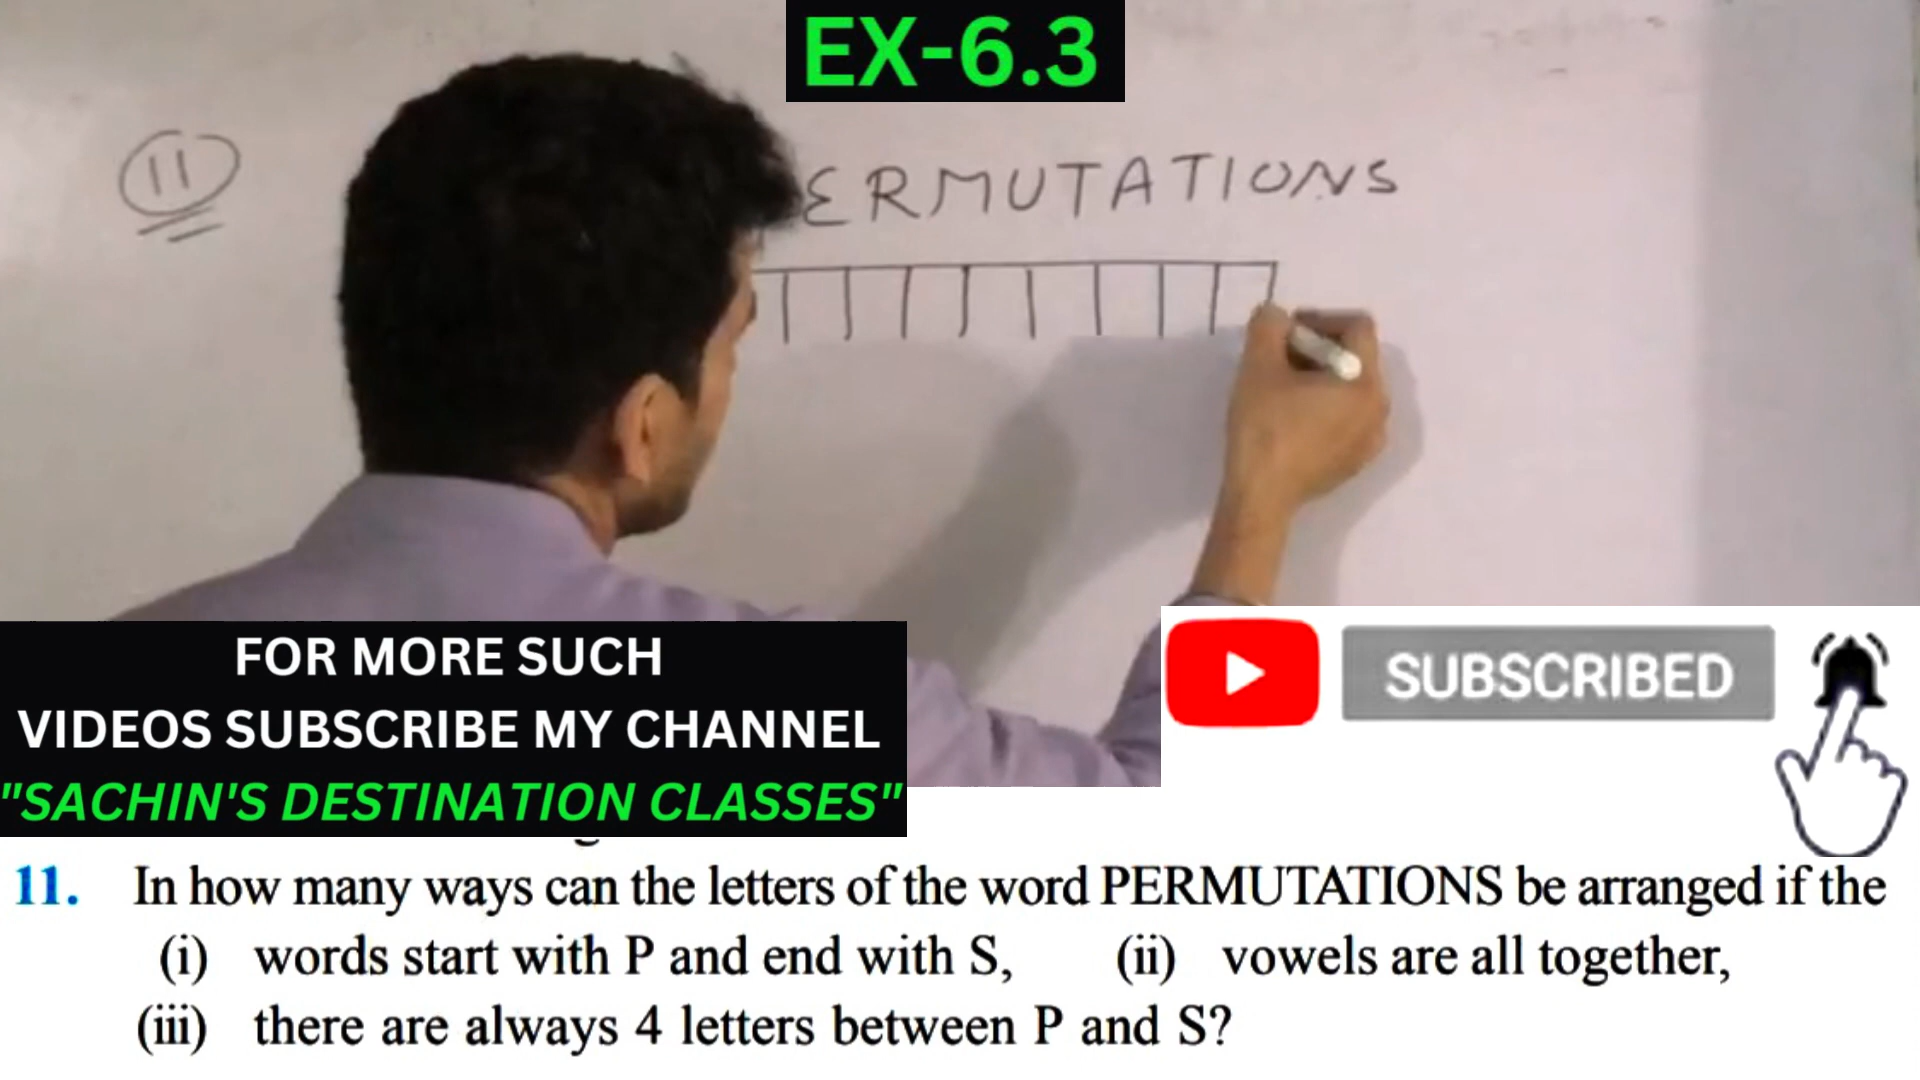 EX-6.3
11
ERMUTATIONS
FOR MORE SUCH
VIDEOS SUBSCRIBE MY CHANNEL
"SACHIN'S DESTINATION CLASSES"
SUBSCRIBED
11. In how many ways can the letters of the word PERMUTATIONS be arranged if the
(i) words start with P and end with S, (ii) vowels are all together,
(iii) there are always 4 letters between P and S?